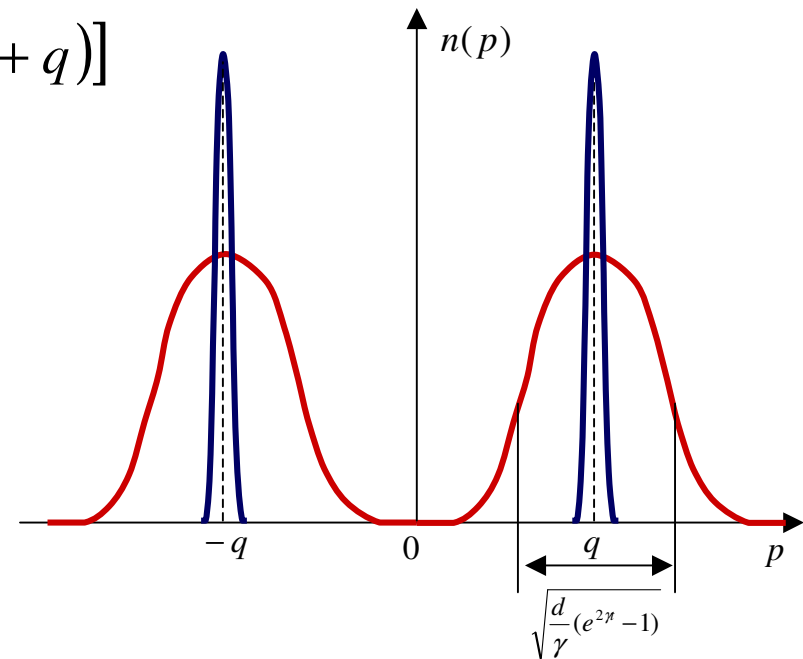 + q)]
n(p)
−q
0
q
p
√(d/γ (e^{2γt} −1))